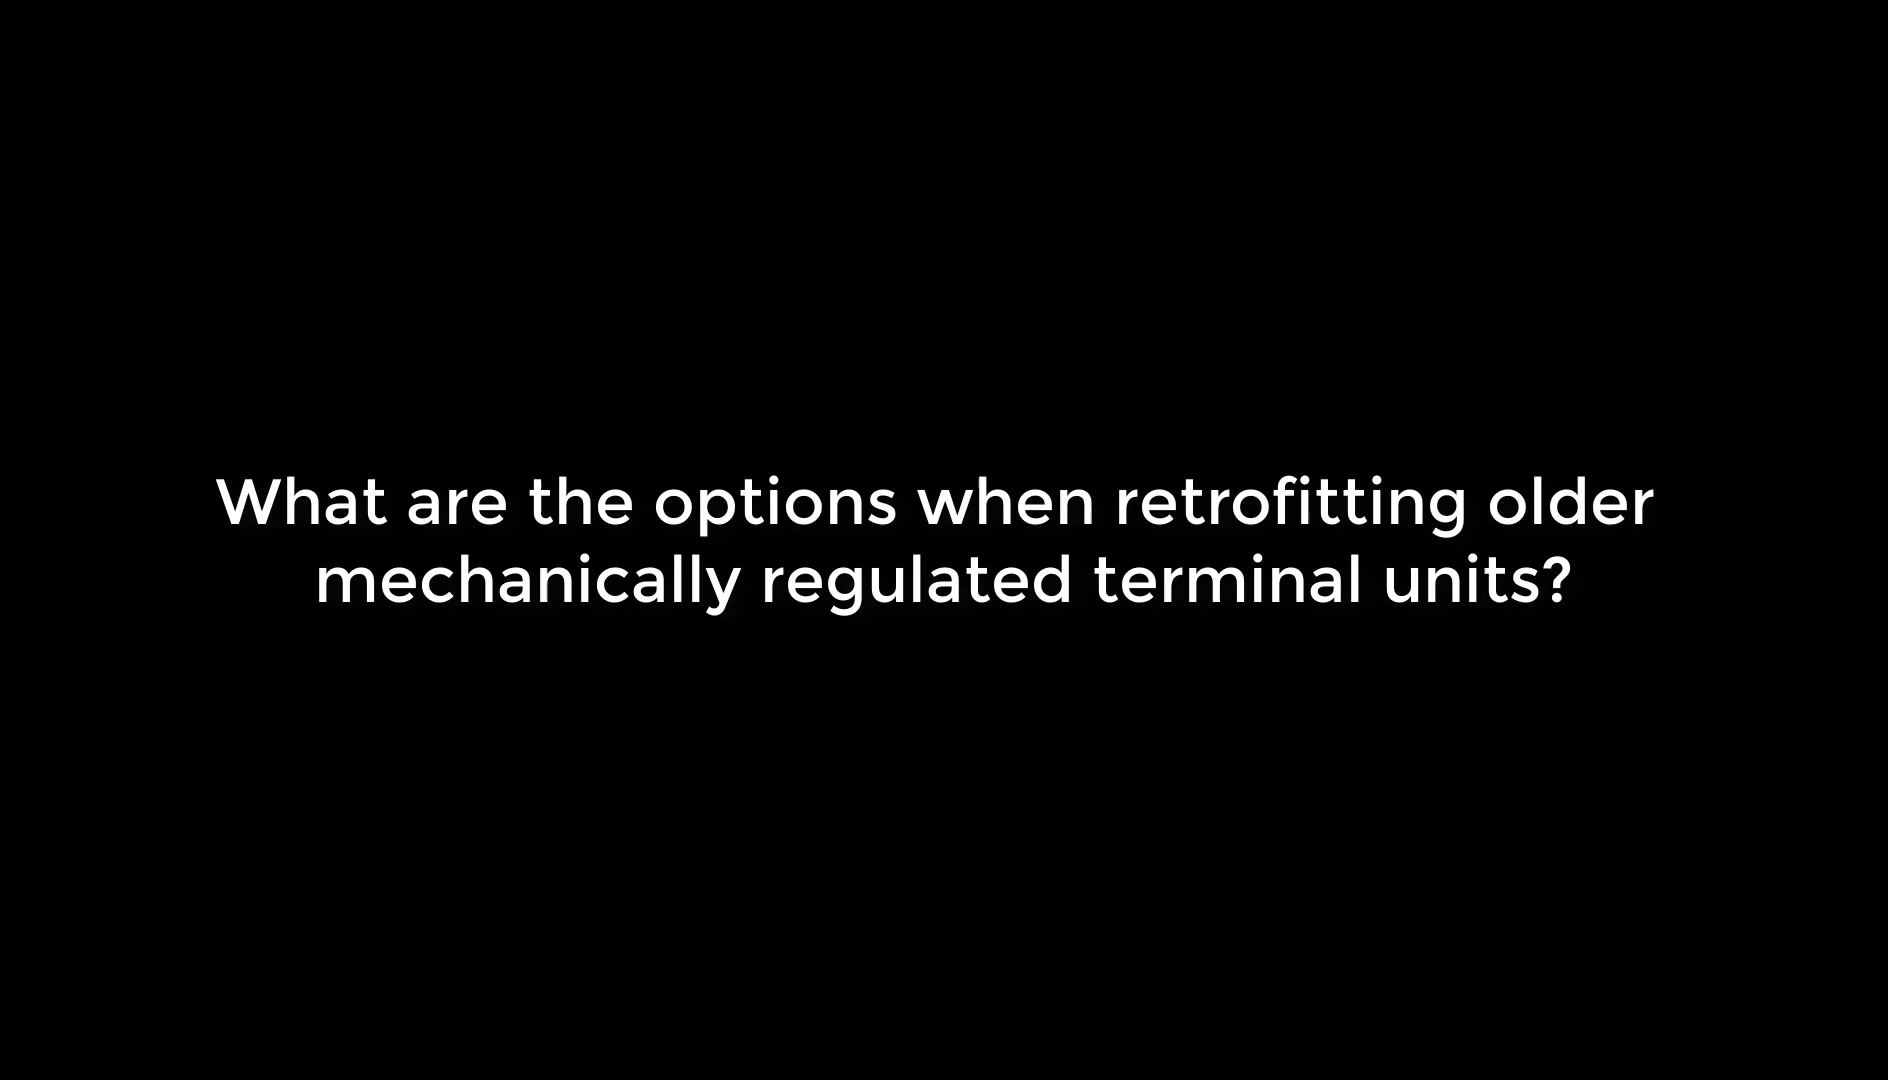 What are the options when retrofitting older
mechanically regulated terminal units?